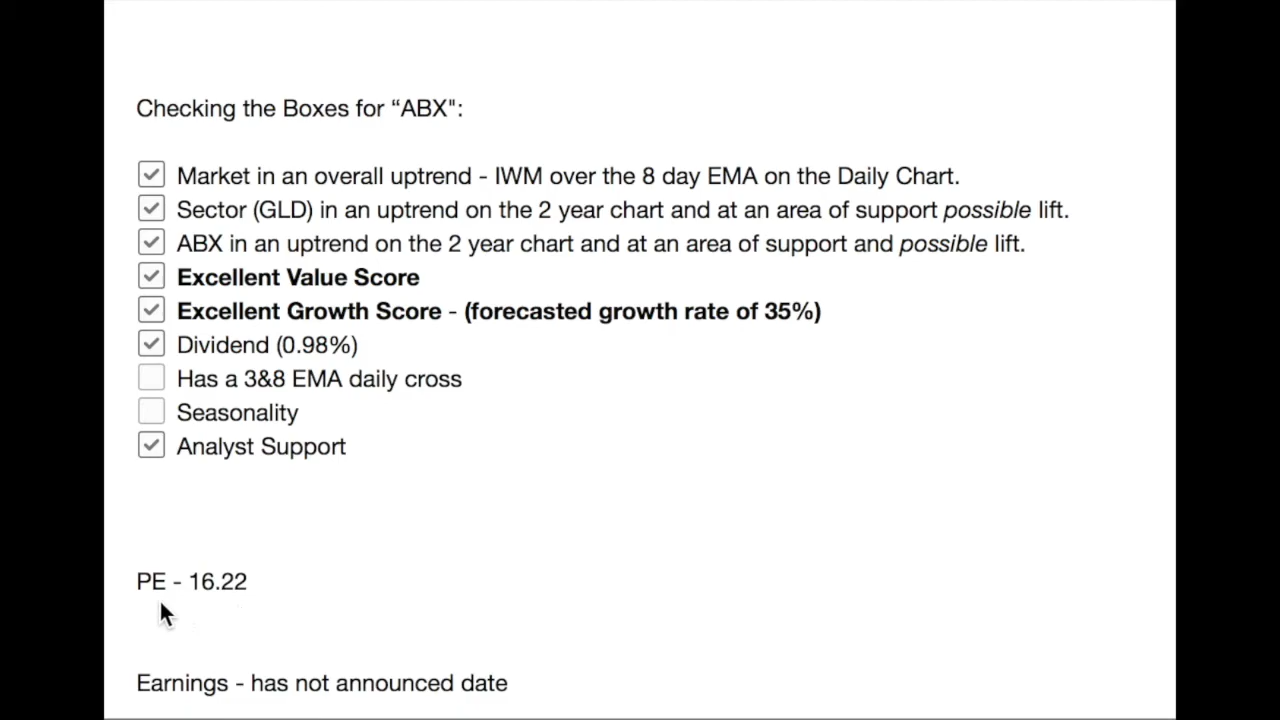 Checking the Boxes for “ABX":
Market in an overall uptrend - IWM over the 8 day EMA on the Daily Chart.
Sector (GLD) in an uptrend on the 2 year chart and at an area of support possible lift.
ABX in an uptrend on the 2 year chart and at an area of support and possible lift.
Excellent Value Score
Excellent Growth Score - (forecasted growth rate of 35%)
Dividend (0.98%)
Has a 3&8 EMA daily cross
Seasonality
Analyst Support
PE - 16.22
Earnings - has not announced date